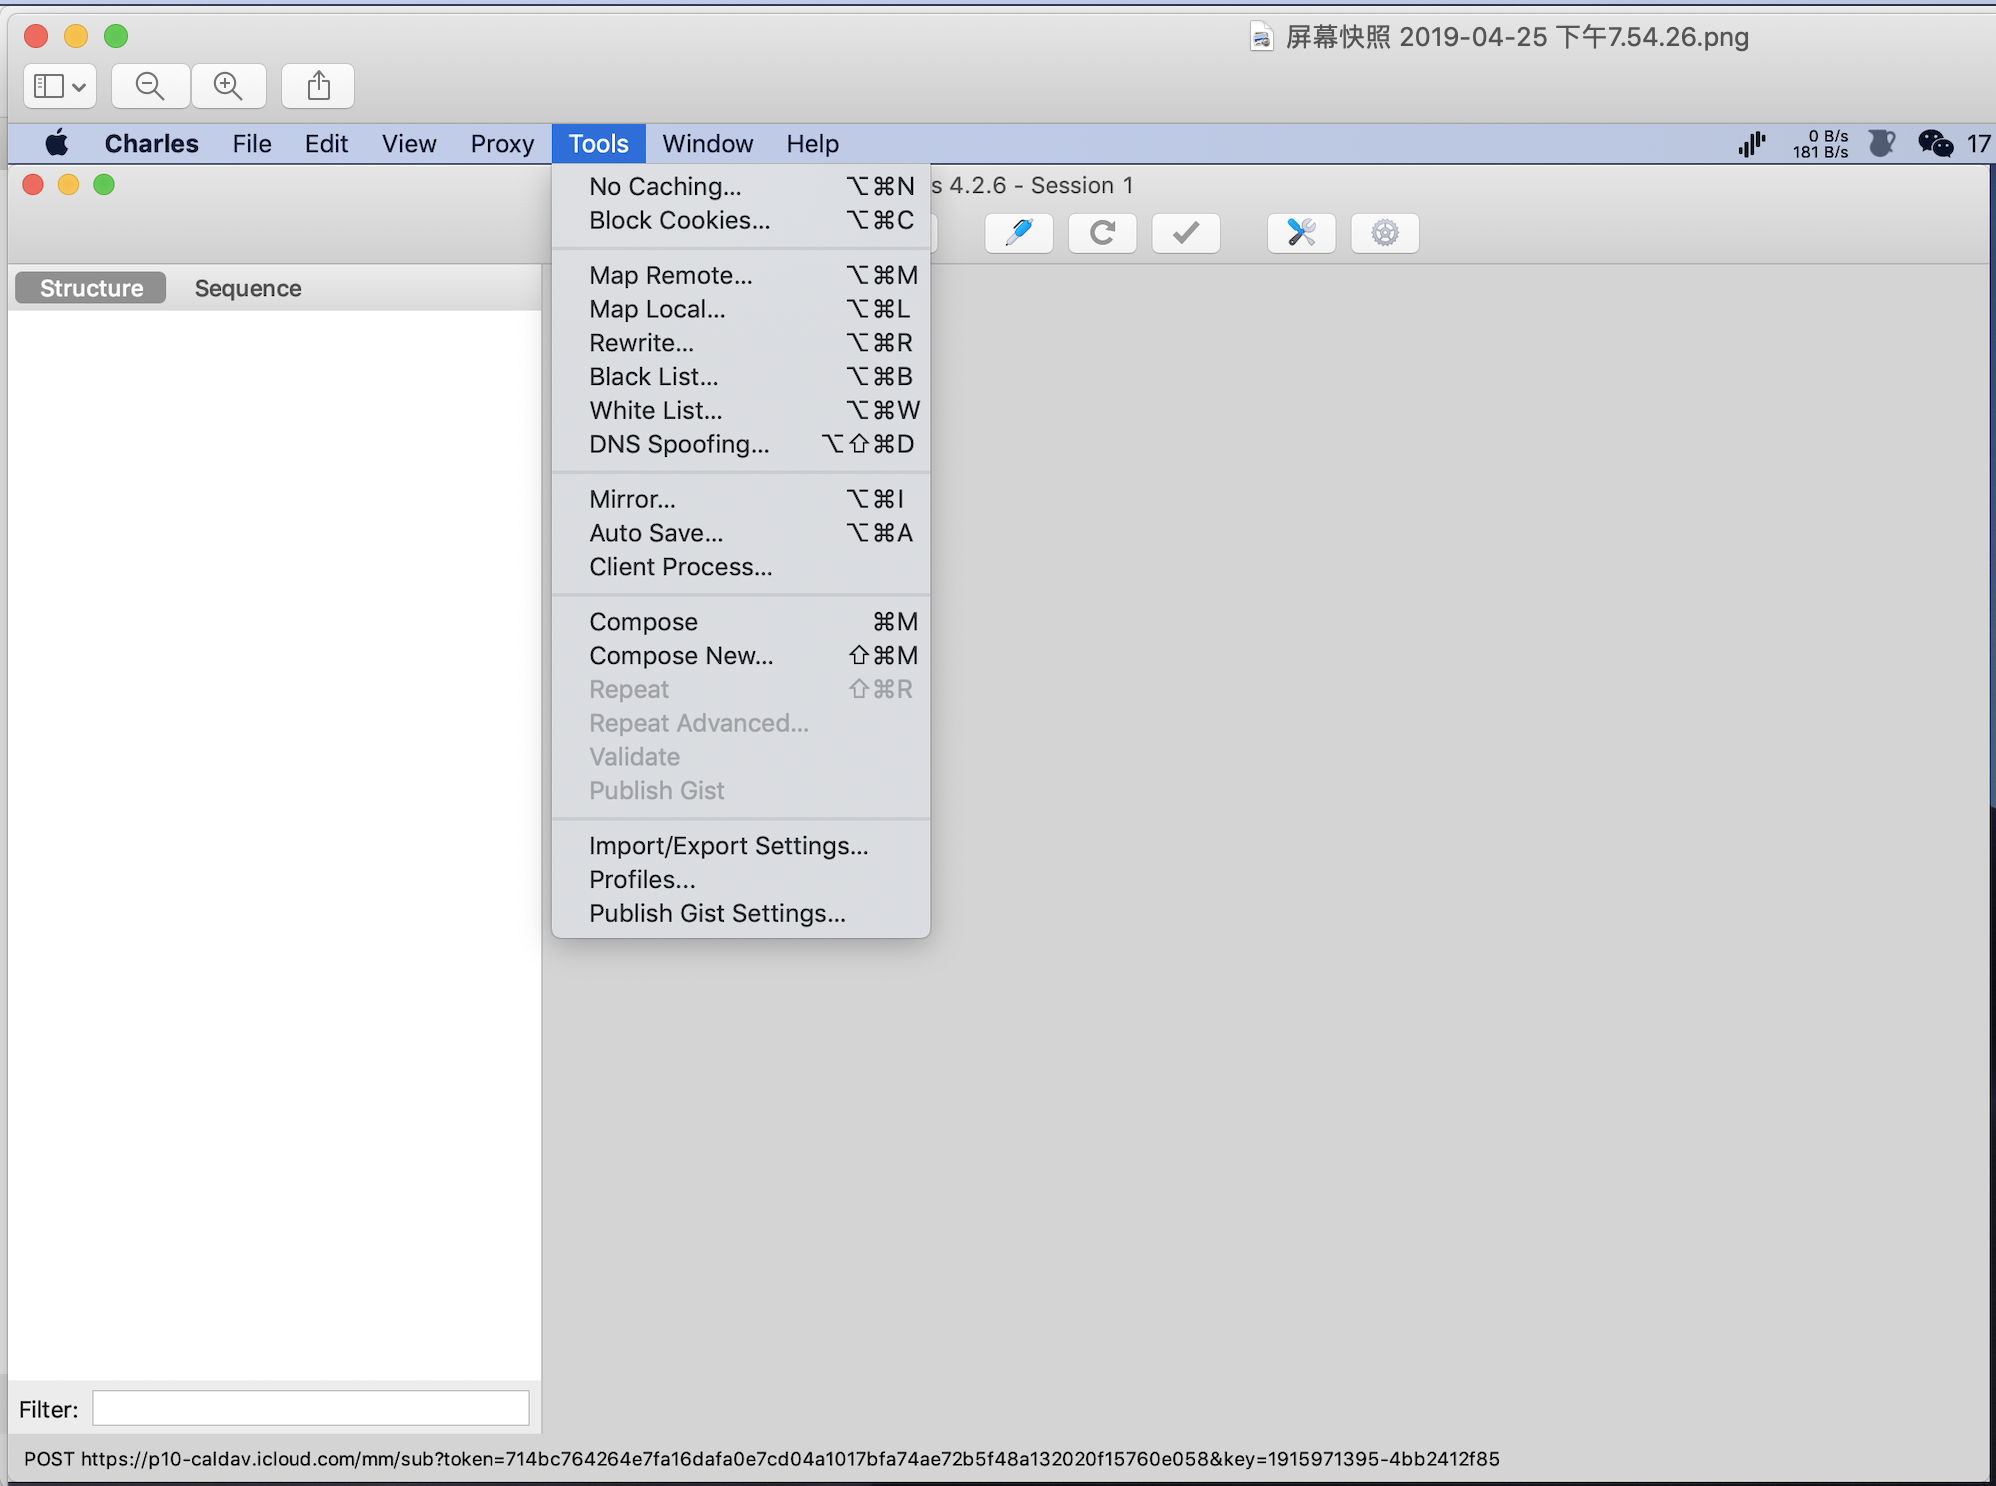 屏幕快照 2019-04-25 下午7.54.26.png
Charles File Edit View Proxy Tools Window Help 0 B/s 181 B/s 17
s 4.2.6 - Session 1
No Caching... ⌥⌘N
Block Cookies... ⌥⌘C
Structure Sequence
Map Remote... ⌥⌘M
Map Local... ⌥⌘L
Rewrite... ⌥⌘R
Black List... ⌥⌘B
White List... ⌥⌘W
DNS Spoofing... ⌥⇧⌘D
Mirror... ⌥⌘I
Auto Save... ⌥⌘A
Client Process...
Compose ⌘M
Compose New... ⇧⌘M
Repeat ⇧⌘R
Repeat Advanced...
Validate
Publish Gist
Import/Export Settings...
Profiles...
Publish Gist Settings...
Filter:
POST https://p10-caldav.icloud.com/mm/sub?token=714bc764264e7fa16dafa0e7cd04a1017bfa74ae72b5f48a132020f15760e058&key=1915971395-4bb2412f85